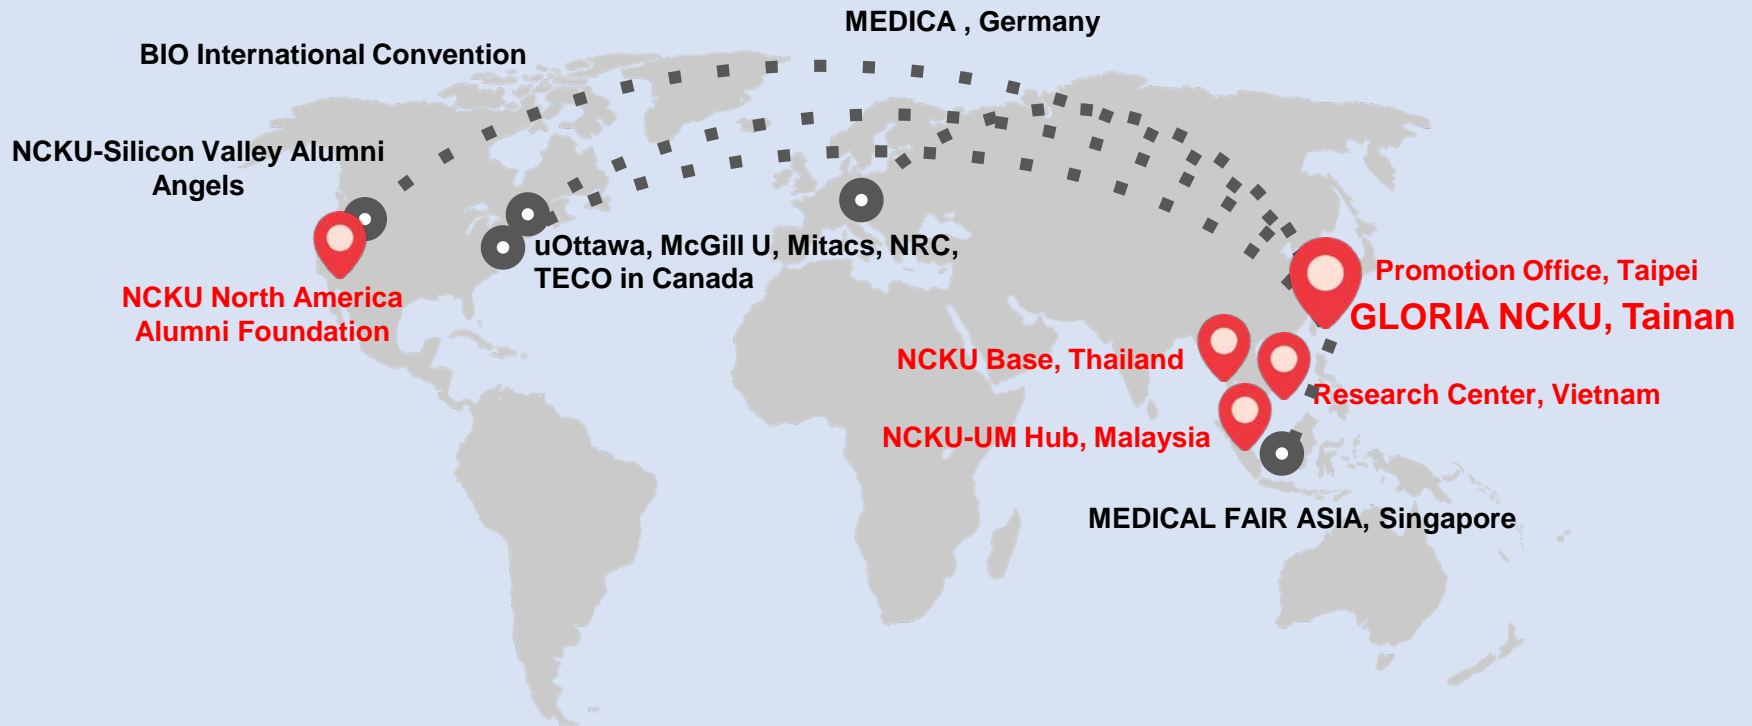 MEDICA , Germany
BIO International Convention
NCKU-Silicon Valley Alumni
Angels
uOttawa, McGill U, Mitacs, NRC,
TECO in Canada
NCKU North America
Alumni Foundation
Promotion Office, Taipei
GLORIA NCKU, Tainan
NCKU Base, Thailand
Research Center, Vietnam
NCKU-UM Hub, Malaysia
MEDICAL FAIR ASIA, Singapore